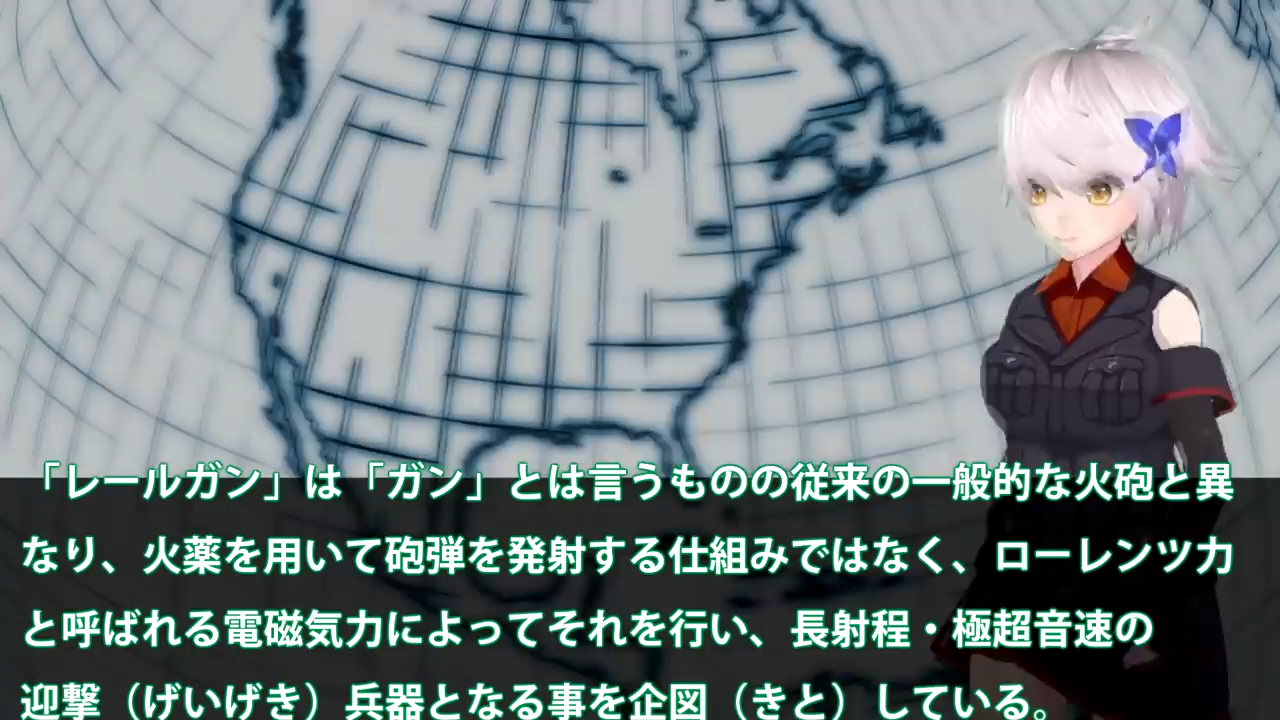 「レールガン」は「ガン」とは言うものの従来の一般的な火砲と異
なり、火薬を用いて砲弾を発射する仕組みではなく、ローレンツ力
と呼ばれる電磁気力によってそれを行い、長射程・極超音速の
迎撃（げいげき）兵器となる事を企図（きと）している。